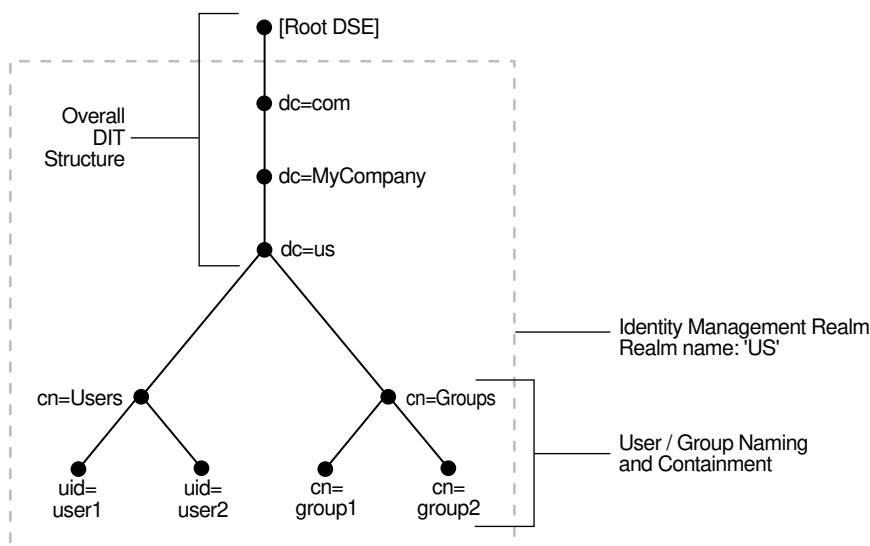 [Root DSE]
dc=com
Overall
DIT
Structure
dc=MyCompany
dc=us
Identity Management Realm
Realm name: 'US'
cn=Users
cn=Groups
User / Group Naming
and Containment
uid=
user1
uid=
user2
cn=
group1
cn=
group2